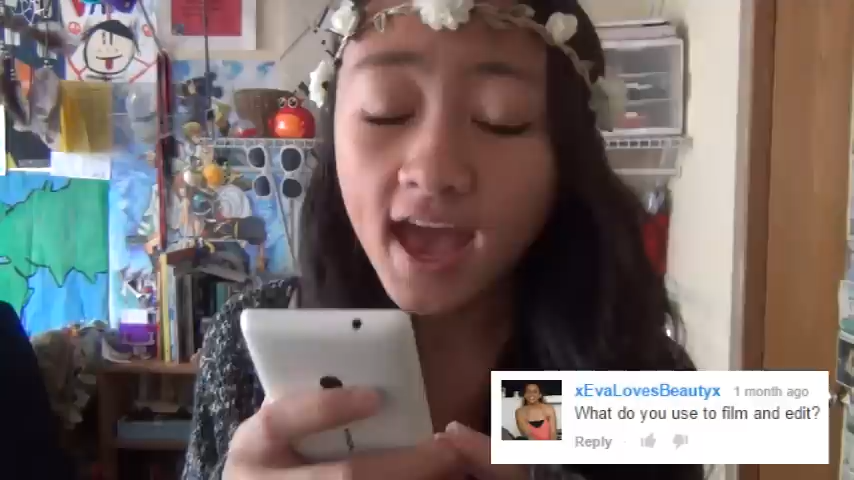 xEvaLovesBeautyx 1 month ago
What do you use to film and edit?
Reply